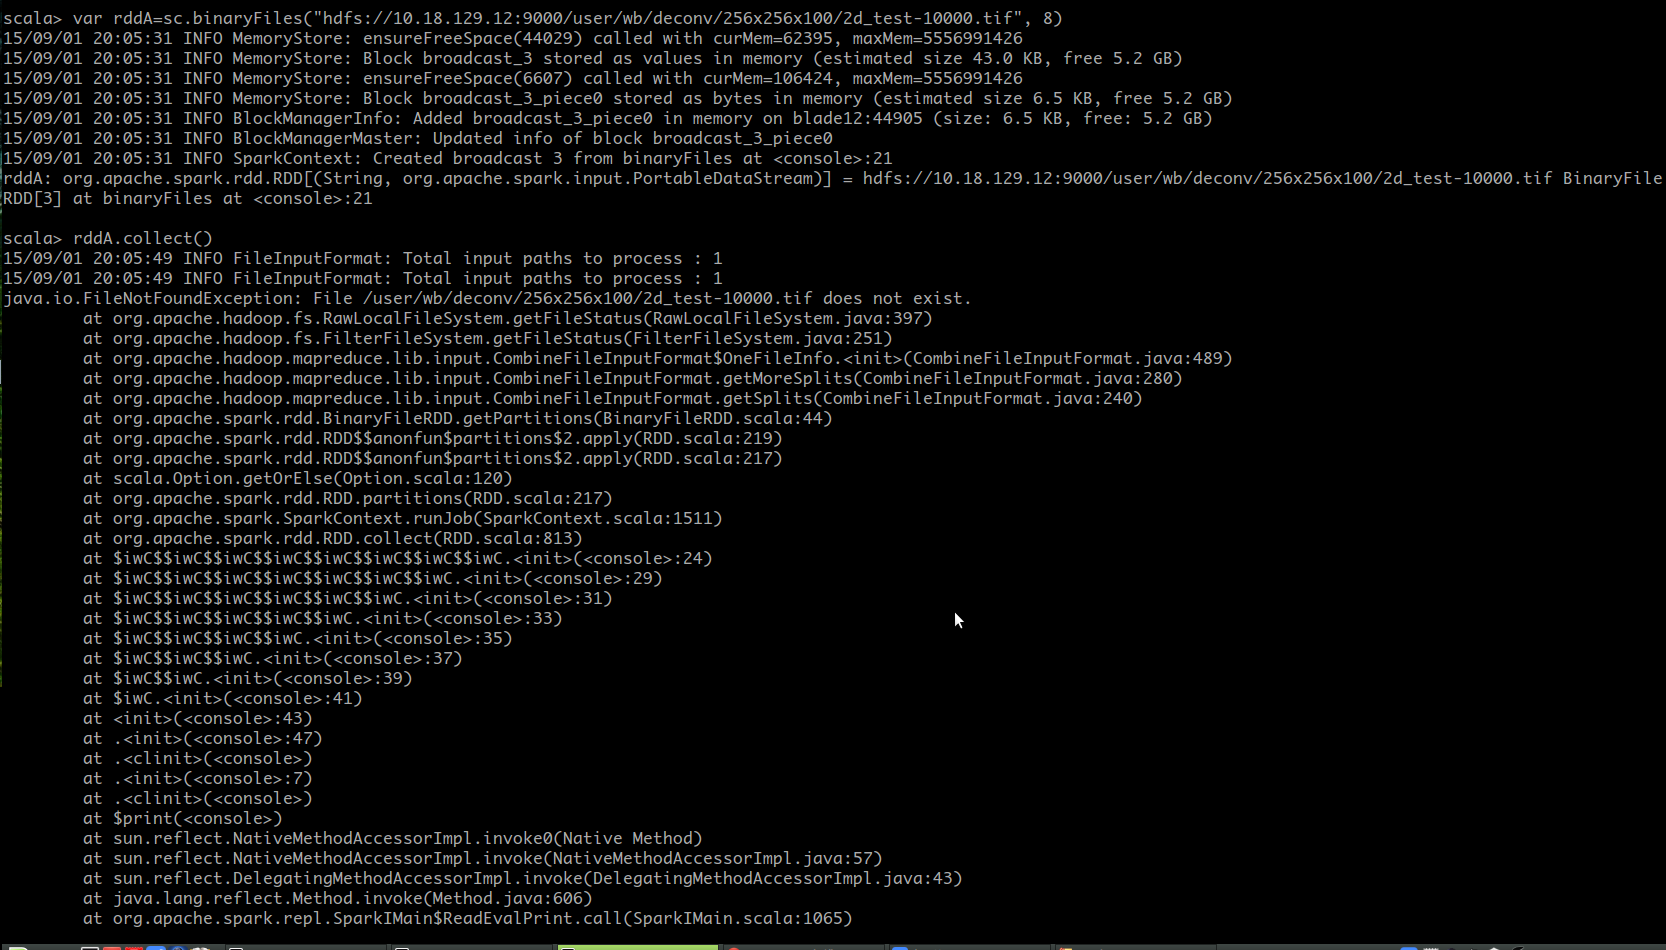 scala> var rddA=sc.binaryFiles("hdfs://10.18.129.12:9000/user/wb/deconv/256x256x100/2d_test-10000.tif", 8)
15/09/01 20:05:31 INFO MemoryStore: ensureFreeSpace(44029) called with curMem=62395, maxMem=5556991426
15/09/01 20:05:31 INFO MemoryStore: Block broadcast_3 stored as values in memory (estimated size 43.0 KB, free 5.2 GB)
15/09/01 20:05:31 INFO MemoryStore: ensureFreeSpace(6607) called with curMem=106424, maxMem=5556991426
15/09/01 20:05:31 INFO MemoryStore: Block broadcast_3_piece0 stored as bytes in memory (estimated size 6.5 KB, free 5.2 GB)
15/09/01 20:05:31 INFO BlockManagerInfo: Added broadcast_3_piece0 in memory on blade12:44905 (size: 6.5 KB, free: 5.2 GB)
15/09/01 20:05:31 INFO BlockManagerMaster: Updated info of block broadcast_3_piece0
15/09/01 20:05:31 INFO SparkContext: Created broadcast 3 from binaryFiles at <console>:21
rddA: org.apache.spark.rdd.RDD[(String, org.apache.spark.input.PortableDataStream)] = hdfs://10.18.129.12:9000/user/wb/deconv/256x256x100/2d_test-10000.tif BinaryFile
RDD[3] at binaryFiles at <console>:21
scala> rddA.collect()
15/09/01 20:05:49 INFO FileInputFormat: Total input paths to process : 1
15/09/01 20:05:49 INFO FileInputFormat: Total input paths to process : 1
java.io.FileNotFoundException: File /user/wb/deconv/256x256x100/2d_test-10000.tif does not exist.
at org.apache.hadoop.fs.RawLocalFileSystem.getFileStatus(RawLocalFileSystem.java:397)
at org.apache.hadoop.fs.FilterFileSystem.getFileStatus(FilterFileSystem.java:251)
at org.apache.hadoop.mapreduce.lib.input.CombineFileInputFormat$OneFileInfo.<init>(CombineFileInputFormat.java:489)
at org.apache.hadoop.mapreduce.lib.input.CombineFileInputFormat.getMoreSplits(CombineFileInputFormat.java:280)
at org.apache.hadoop.mapreduce.lib.input.CombineFileInputFormat.getSplits(CombineFileInputFormat.java:240)
at org.apache.spark.rdd.BinaryFileRDD.getPartitions(BinaryFileRDD.scala:44)
at org.apache.spark.rdd.RDD$$anonfun$partitions$2.apply(RDD.scala:219)
at org.apache.spark.rdd.RDD$$anonfun$partitions$2.apply(RDD.scala:217)
at scala.Option.getOrElse(Option.scala:120)
at org.apache.spark.rdd.RDD.partitions(RDD.scala:217)
at org.apache.spark.SparkContext.runJob(SparkContext.scala:1511)
at org.apache.spark.rdd.RDD.collect(RDD.scala:813)
at $iwC$$iwC$$iwC$$iwC$$iwC$$iwC$$iwC$$iwC.<init>(<console>:24)
at $iwC$$iwC$$iwC$$iwC$$iwC$$iwC$$iwC.<init>(<console>:29)
at $iwC$$iwC$$iwC$$iwC$$iwC$$iwC.<init>(<console>:31)
at $iwC$$iwC$$iwC$$iwC$$iwC.<init>(<console>:33)
at $iwC$$iwC$$iwC$$iwC.<init>(<console>:35)
at $iwC$$iwC$$iwC.<init>(<console>:37)
at $iwC$$iwC.<init>(<console>:39)
at $iwC.<init>(<console>:41)
at <init>(<console>:43)
at .<init>(<console>:47)
at .<clinit>(<console>)
at .<init>(<console>:7)
at .<clinit>(<console>)
at $print(<console>)
at sun.reflect.NativeMethodAccessorImpl.invoke0(Native Method)
at sun.reflect.NativeMethodAccessorImpl.invoke(NativeMethodAccessorImpl.java:57)
at sun.reflect.DelegatingMethodAccessorImpl.invoke(DelegatingMethodAccessorImpl.java:43)
at java.lang.reflect.Method.invoke(Method.java:606)
at org.apache.spark.repl.SparkIMain$ReadEvalPrint.call(SparkIMain.scala:1065)